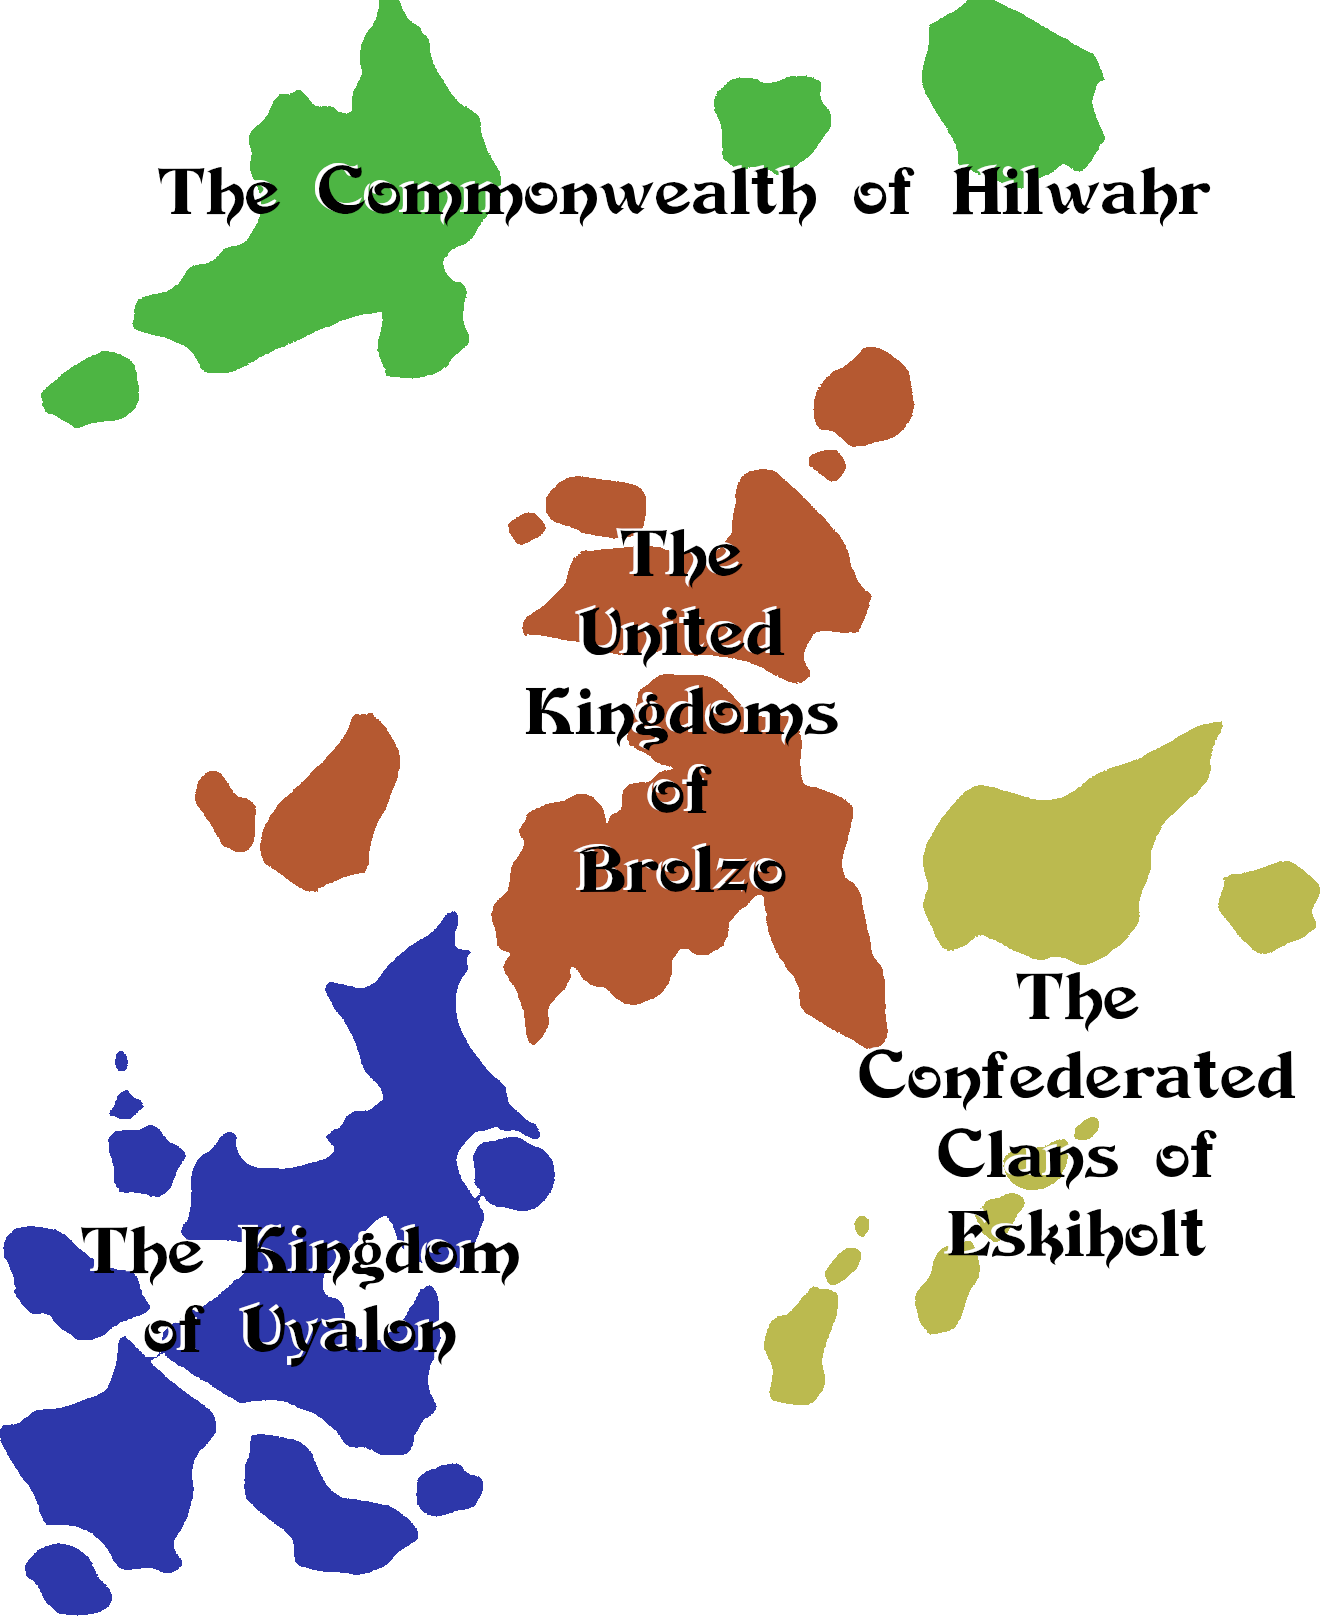 The Commonwealth of Hilwahr
The
United
Kingdoms
of
Brolzo
The
Confederated
Clans of
Eskiholt
The Kingdom
of Uyalon